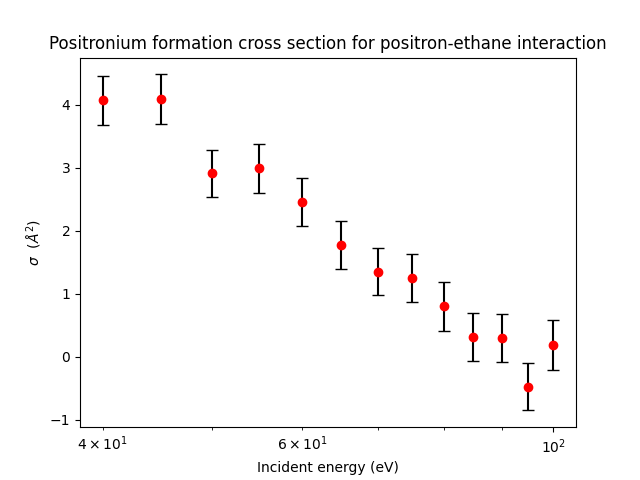 Positronium formation cross section for positron-ethane interaction
4
3
2
1
0
−1
σ (Å²)
4 × 10¹
6 × 10¹
10²
Incident energy (eV)